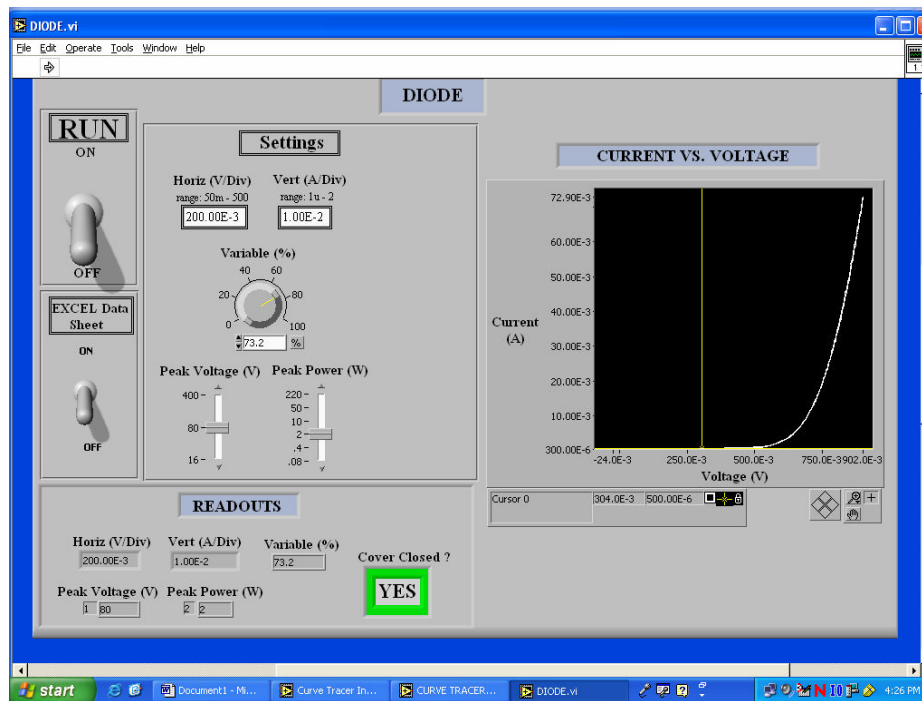 DIODE.vi
File Edit Operate Tools Window Help
DIODE
RUN
ON
OFF
EXCEL Data
Sheet
ON
OFF
Settings
Horiz (V/Div) Vert (A/Div)
range: 50m - 500 range: 1u - 2
200.00E-3 1.00E-2
Variable (%)
40 60
20 80
0 100
73.2 %
Peak Voltage (V) Peak Power (W)
400 220
50
10
80 2
.4
16 .08
CURRENT VS. VOLTAGE
72.90E-3
60.00E-3
50.00E-3
40.00E-3
30.00E-3
20.00E-3
10.00E-3
300.00E-6
Current
(A)
-24.0E-3 250.0E-3 500.0E-3 750.0E-3 902.0E-3
Voltage (V)
Cursor 0 304.0E-3 500.00E-6
READOUTS
Horiz (V/Div) Vert (A/Div) Variable (%)
200.00E-3 1.00E-2 73.2
Peak Voltage (V) Peak Power (W)
1 80 2 2
Cover Closed ?
YES
start Document1 - Mi... Curve Tracer In... CURVE TRACER... DIODE.vi 4:26 PM